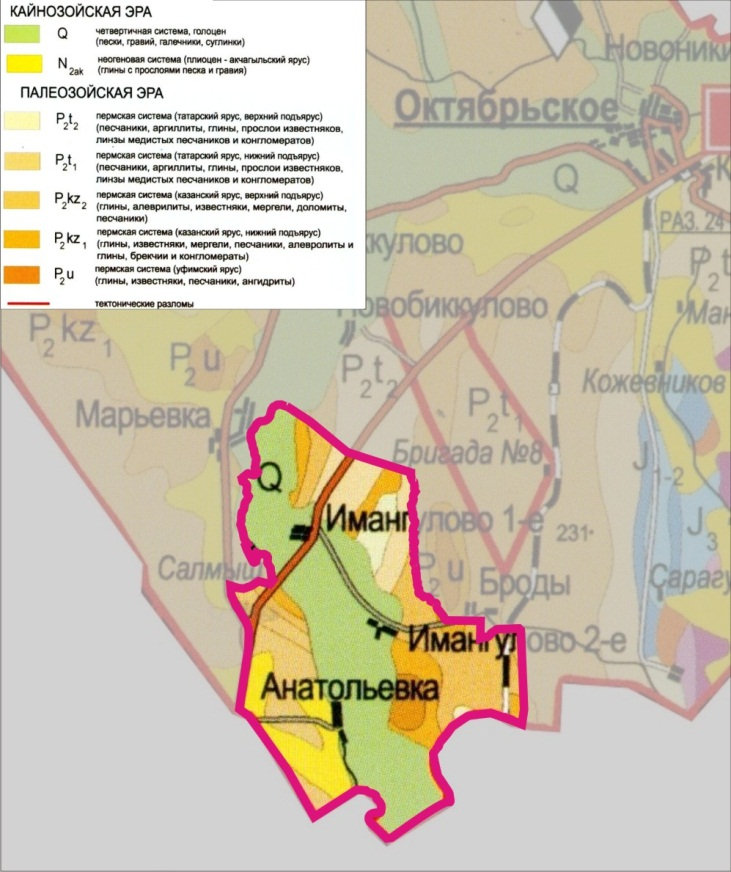 КАЙНОЗОЙСКАЯ ЭРА
Q четвертичная система, голоцен
(пески, гравий, галечники, суглинки)
N2ak неогеновая система (плиоцен - акчагыльский ярус)
(глины с прослоями песка и гравия)
ПАЛЕОЗОЙСКАЯ ЭРА
P2t2 пермская система (татарский ярус, верхний подъярус)
(песчаники, аргиллиты, глины, прослои известняков,
линзы медистых песчаников и конгломератов)
P2t1 пермская система (татарский ярус, нижний подъярус)
(песчаники, аргиллиты, глины, прослои известняков,
линзы медистых песчаников и конгломератов)
P2kz2 пермская система (казанский ярус, верхний подъярус)
(глины, алевриты, известняки, мергели, доломиты,
песчаники)
P2kz1 пермская система (казанский ярус, нижний подъярус)
(глины, известняки, мергели, песчаники, алевролиты и
глины, брекчии и конгломераты)
P2u пермская система (уфимский ярус)
(глины, известняки, песчаники, ангидриты)
тектонические разломы
Новоники
Октябрьское
Q
РАЗ. 24
ккулово
P2t
Новобиккулово
P2kz1
P2u
P2t2
P2t1
Кожевников
Марьевка
Бригада №8
J1-2
Q
Имангулово 1-е
231
J3
Салмыш
P2u
Броды
Сарагу
Имангулово 2-е
Анатольевка